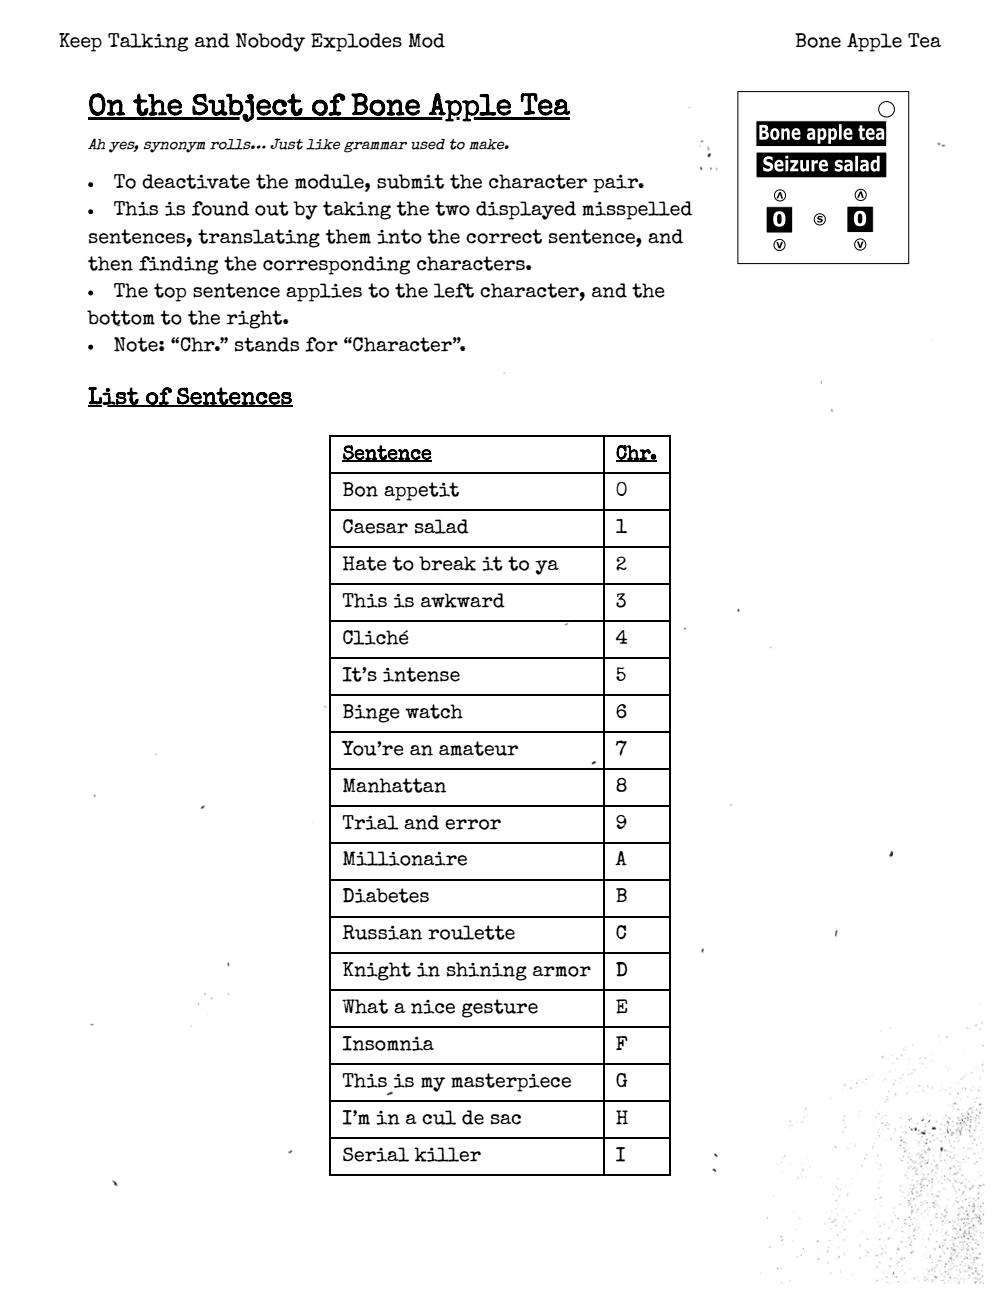 Keep Talking and Nobody Explodes Mod
Bone Apple Tea
On the Subject of Bone Apple Tea
Ah yes, synonym rolls... Just like grammar used to make.
• To deactivate the module, submit the character pair.
• This is found out by taking the two displayed misspelled
sentences, translating them into the correct sentence, and
then finding the corresponding characters.
• The top sentence applies to the left character, and the
bottom to the right.
• Note: “Chr.” stands for “Character”.
Bone apple tea
Seizure salad
0 S 0
List of Sentences
Sentence Chr.
Bon appetit 0
Caesar salad 1
Hate to break it to ya 2
This is awkward 3
Cliché 4
It’s intense 5
Binge watch 6
You’re an amateur 7
Manhattan 8
Trial and error 9
Millionaire A
Diabetes B
Russian roulette C
Knight in shining armor D
What a nice gesture E
Insomnia F
This is my masterpiece G
I’m in a cul de sac H
Serial killer I